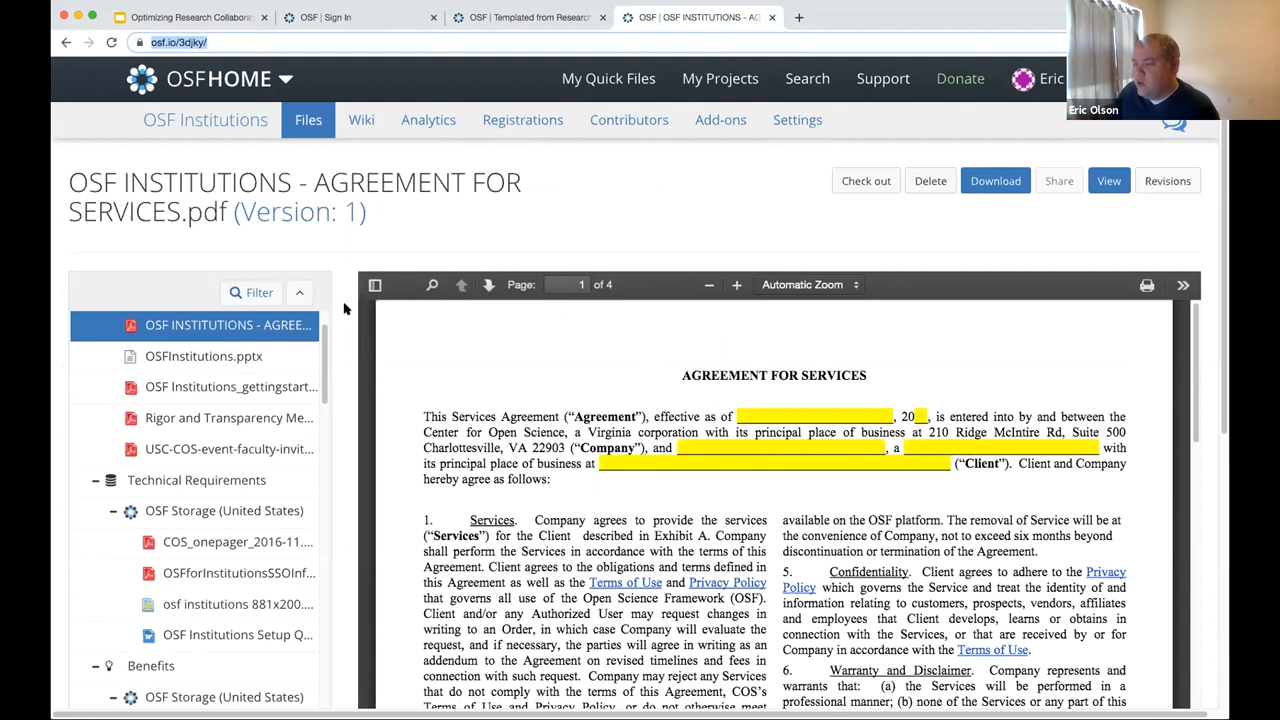 Optimizing Research Collabora
OSF | Sign In
OSF | Templated from Researc
OSF | OSF INSTITUTIONS - AG
osf.io/3djky/
OSFHOME
My Quick Files
My Projects
Search
Support
Donate
Eric
Eric Olson
OSF Institutions
Files
Wiki
Analytics
Registrations
Contributors
Add-ons
Settings
OSF INSTITUTIONS - AGREEMENT FOR
SERVICES.pdf (Version: 1)
Check out
Delete
Download
Share
View
Revisions
Filter
OSF INSTITUTIONS - AGREE...
OSFInstitutions.pptx
OSF Institutions_gettingstart...
Rigor and Transparency Me...
USC-COS-event-faculty-invit...
Technical Requirements
OSF Storage (United States)
COS_onepager_2016-11....
OSFforInstitutionsSSOInf...
osf institutions 881x200....
OSF Institutions Setup Q...
Benefits
OSF Storage (United States)
Page: 1 of 4
Automatic Zoom
AGREEMENT FOR SERVICES
This Services Agreement (“Agreement”), effective as of , 20 , is entered into by and between the
Center for Open Science, a Virginia corporation with its principal place of business at 210 Ridge McIntire Rd, Suite 500
Charlottesville, VA 22903 (“Company”), and , a with
its principal place of business at (“Client”). Client and Company
hereby agree as follows:
1. Services. Company agrees to provide the services
(“Services”) for the Client described in Exhibit A. Company
shall perform the Services in accordance with the terms of this
Agreement. Client agrees to the obligations and terms defined in
this Agreement as well as the Terms of Use and Privacy Policy
that governs all use of the Open Science Framework (OSF).
Client and/or any Authorized User may request changes in
writing to an Order, in which case Company will evaluate the
request, and if necessary, the parties will agree in writing as an
addendum to the Agreement on revised timelines and fees in
connection with such request. Company may reject any Services
that do not comply with the terms of this Agreement, COS’s
Terms of Use and Privacy Policy, or do not otherwise meet
available on the OSF platform. The removal of Service will be at
the convenience of Company, not to exceed six months beyond
discontinuation or termination of the Agreement.
5. Confidentiality. Client agrees to adhere to the Privacy
Policy which governs the Service and treat the identity of and
information relating to customers, prospects, vendors, affiliates
and employees that Client develops, learns or obtains in
connection with the Services, or that are received by or for
Company in accordance with the Terms of Use.
6. Warranty and Disclaimer. Company represents and
warrants that: (a) the Services will be performed in a
professional manner; (b) none of the Services or any part of this